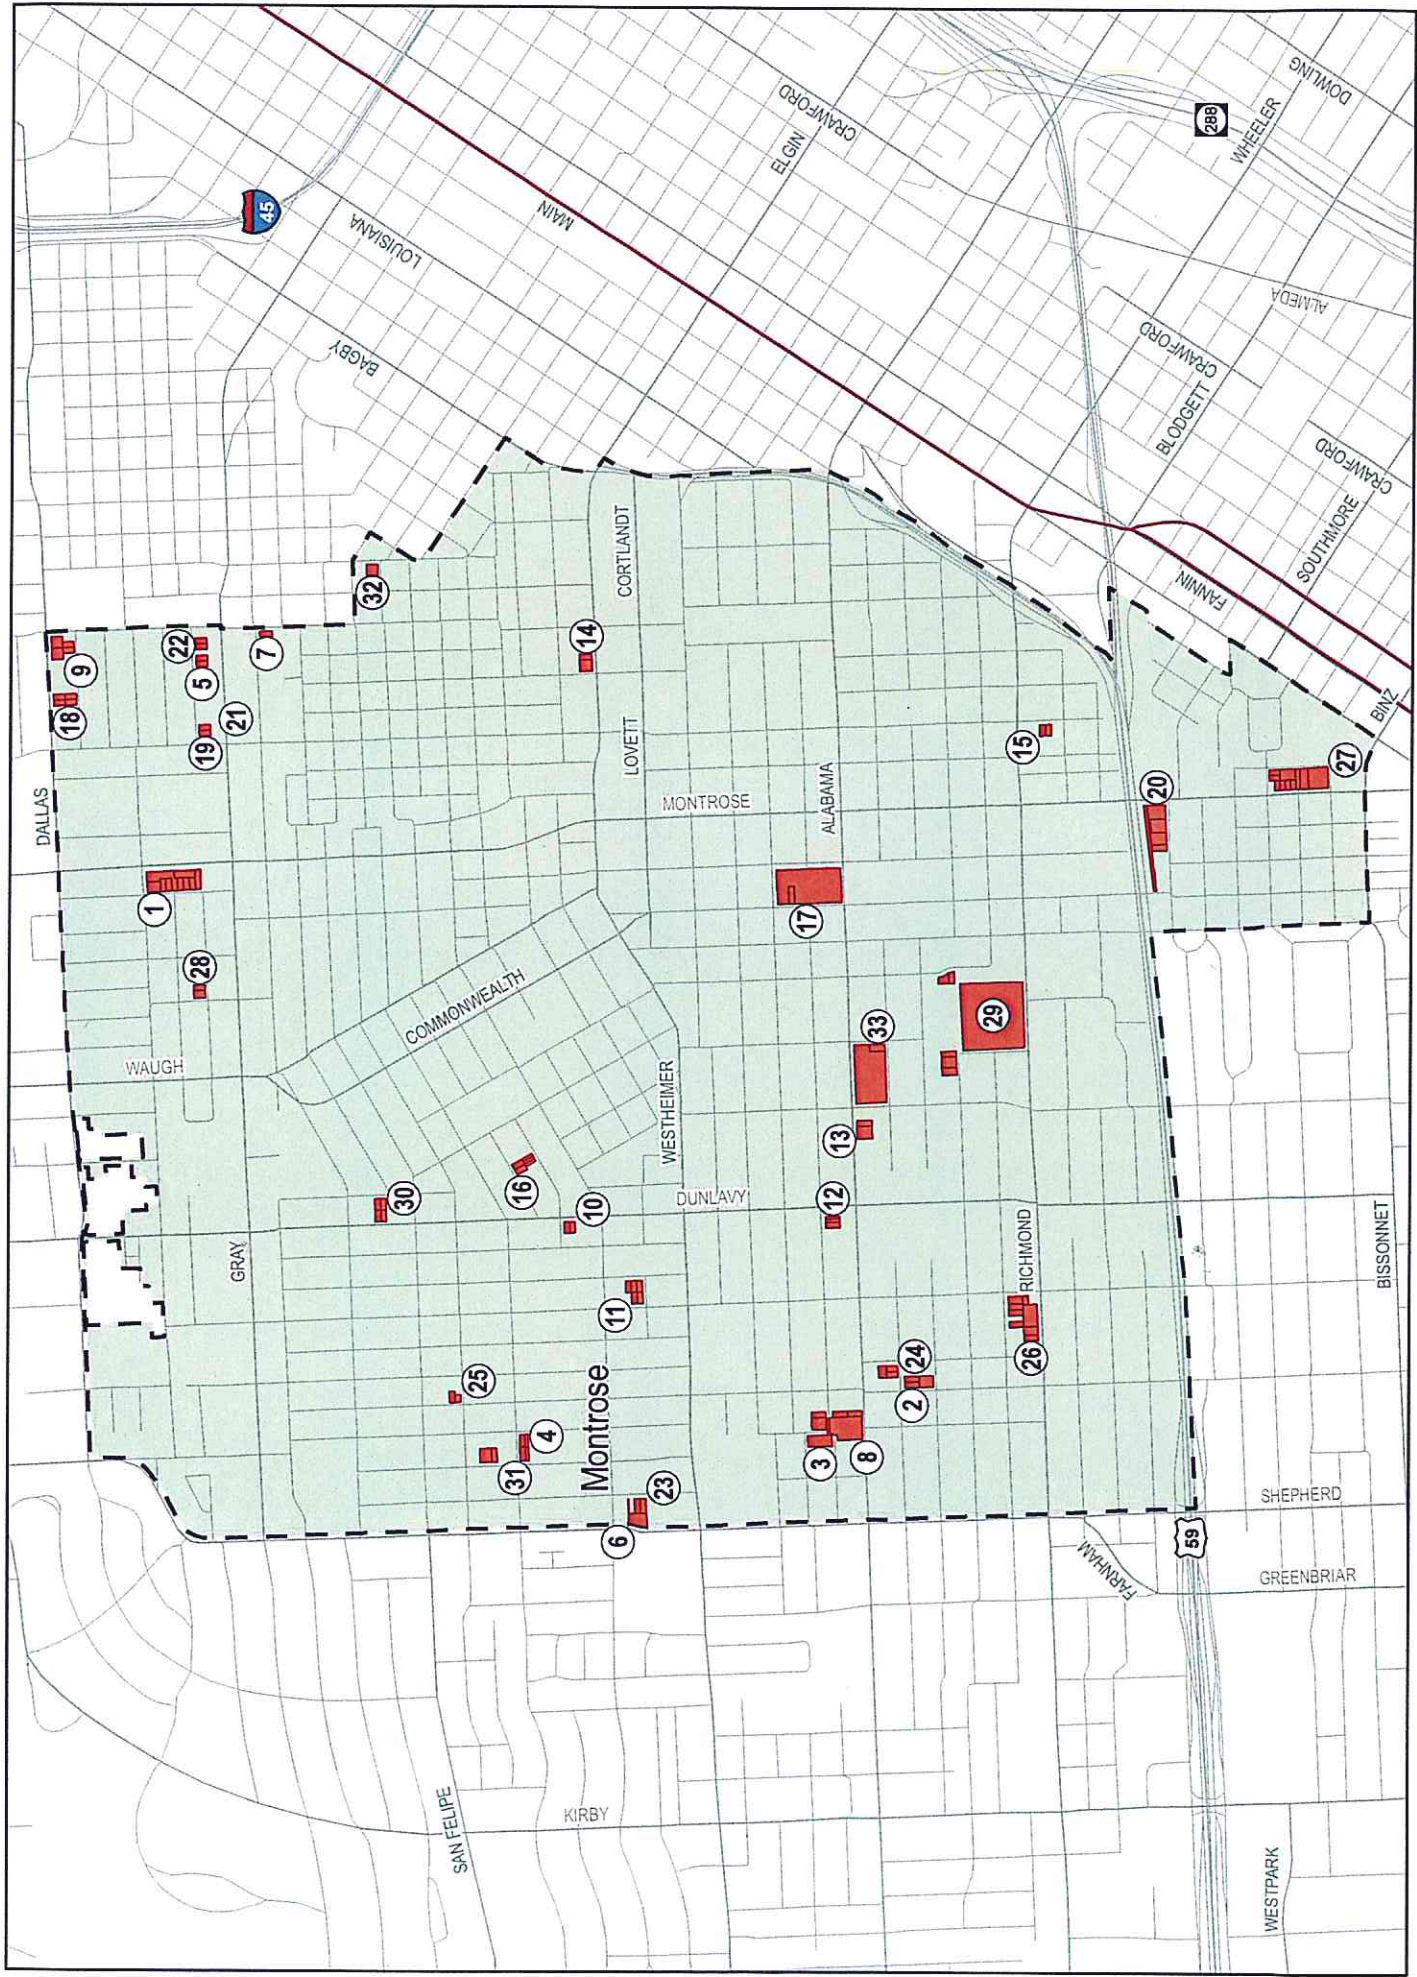 DALLAS
WAUGH
GRAY
COMMONWEALTH
MONTROSE
LOVETT
CORTLANDT
WESTHEIMER
DUNLAVY
ALABAMA
RICHMOND
Montrose
SAN FELIPE
KIRBY
SHEPHERD
GREENBRIAR
FARNHAM
WESTPARK
BISSONNET
BINZ
FANNIN
SOUTHMORE
BLODGETT
CRAWFORD
CRAWFORD
CRAWFORD
ALMEDA
WHEELER
DOWLING
ELGIN
MAIN
LOUISIANA
BAGBY
45
288
59
1
2
3
4
5
6
7
8
9
10
11
12
13
14
15
16
17
18
19
20
21
22
23
24
25
26
27
28
29
30
31
32
33